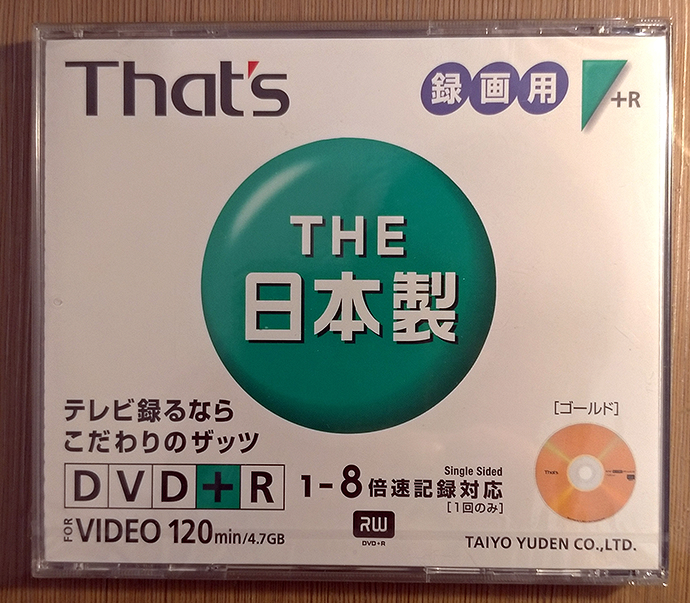 That's
録画用
+R
THE
日本製
テレビ録るなら
こだわりのザッツ
[ゴールド]
That's
DVD+R
1-8倍速記録対応
Single Sided
[1回のみ]
FOR VIDEO 120min/4.7GB
RW
DVD+R
TAIYO YUDEN CO.,LTD.